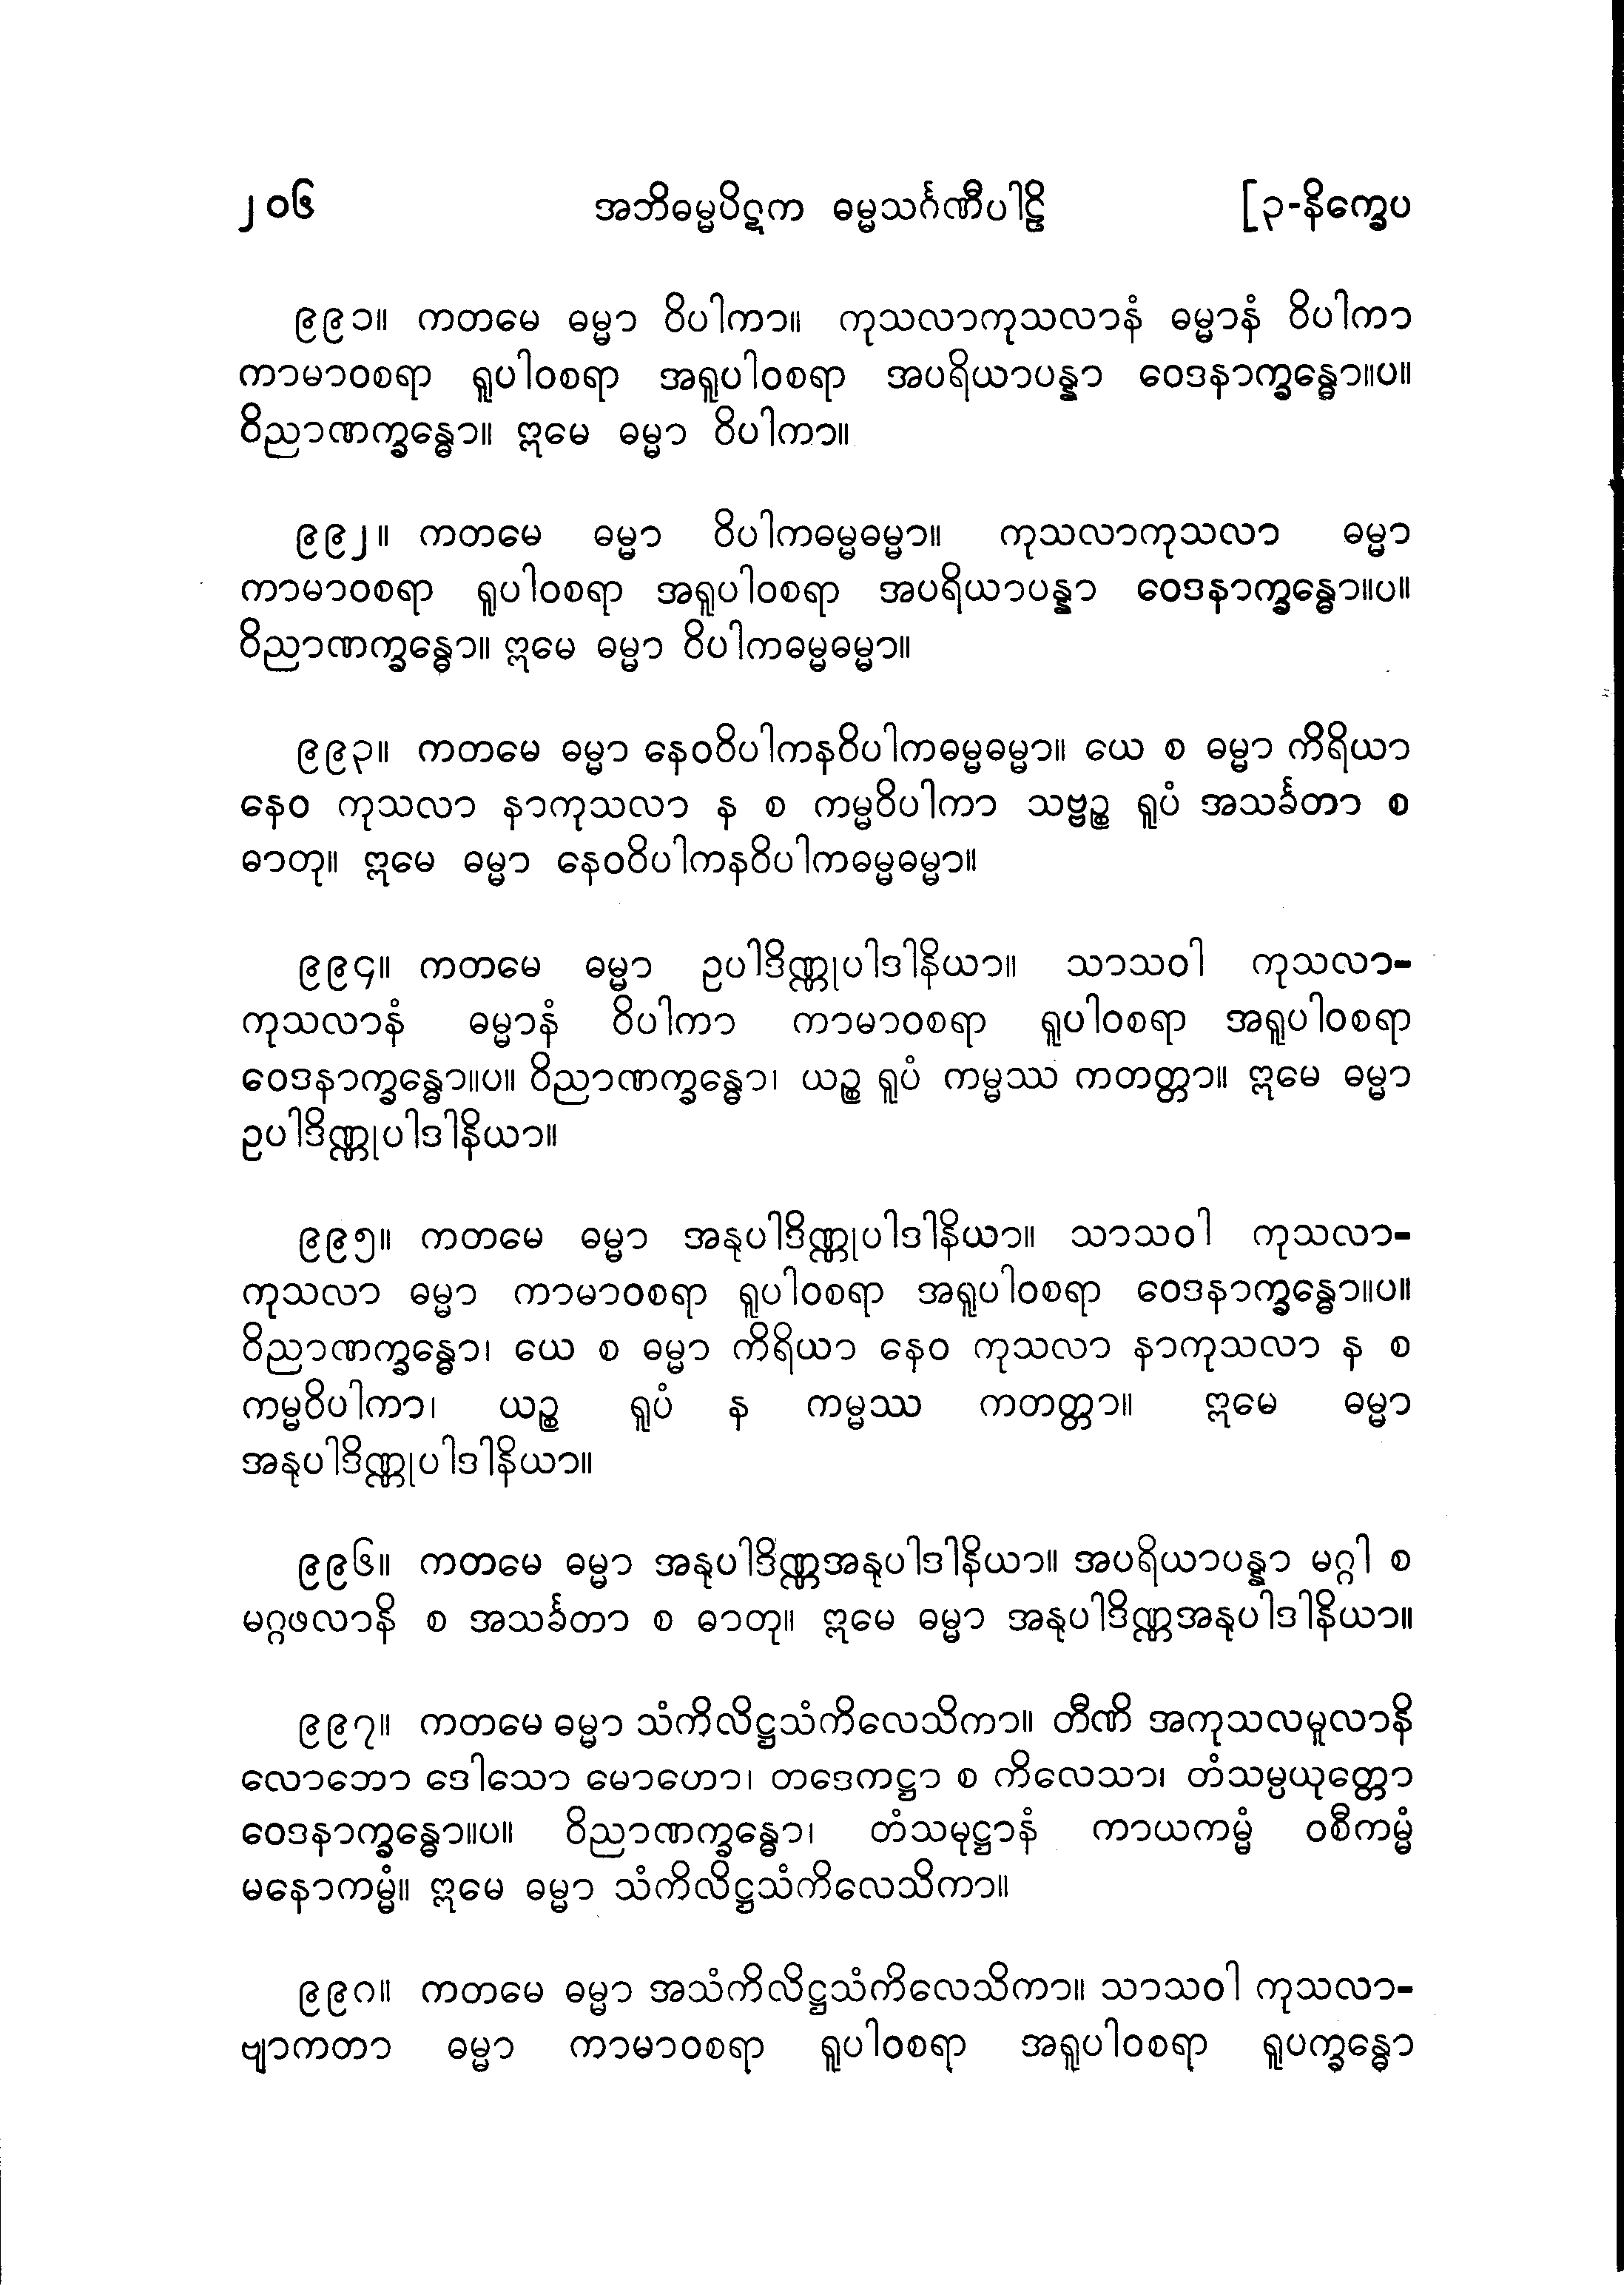 ၂၀၆ အဘိဓမ္မပိဋက ဓမ္မသင်္ဂဏီပါဠိ [၃-နိက္ခေပ
၉၉၁။ ကတမေ ဓမ္မာ ဝိပါကာ။ ကုသလာကုသလာနံ ဓမ္မာနံ ဝိပါကာ
ကာမာဝစရာ ရူပါဝစရာ အရူပါဝစရာ အပရိယာပန္နာ ဝေဒနာက္ခန္ဓော။ပ။
ဝိညာဏက္ခန္ဓော။ ဣမေ ဓမ္မာ ဝိပါကာ။
၉၉၂။ ကတမေ ဓမ္မာ ဝိပါကဓမ္မဓမ္မာ။ ကုသလာကုသလာ ဓမ္မာ
ကာမာဝစရာ ရူပါဝစရာ အရူပါဝစရာ အပရိယာပန္နာ ဝေဒနာက္ခန္ဓော။ပ။
ဝိညာဏက္ခန္ဓော။ ဣမေ ဓမ္မာ ဝိပါကဓမ္မဓမ္မာ။
၉၉၃။ ကတမေ ဓမ္မာ နေဝဝိပါကနဝိပါကဓမ္မဓမ္မာ။ ယေ စ ဓမ္မာ ကိရိယာ
နေဝ ကုသလာ နာကုသလာ န စ ကမ္မဝိပါကာ သဗ္ဗဉ္စ ရူပံ အသင်္ခတာ စ
ဓာတု။ ဣမေ ဓမ္မာ နေဝဝိပါကနဝိပါကဓမ္မဓမ္မာ။
၉၉၄။ ကတမေ ဓမ္မာ ဥပါဒိဏ္ဏုပါဒါနိယာ။ သာသဝါ ကုသလာ-
ကုသလာနံ ဓမ္မာနံ ဝိပါကာ ကာမာဝစရာ ရူပါဝစရာ အရူပါဝစရာ
ဝေဒနာက္ခန္ဓော။ပ။ ဝိညာဏက္ခန္ဓော၊ ယဉ္စ ရူပံ ကမ္မဿ ကတတ္တာ။ ဣမေ ဓမ္မာ
ဥပါဒိဏ္ဏုပါဒါနိယာ။
၉၉၅။ ကတမေ ဓမ္မာ အနုပါဒိဏ္ဏုပါဒါနိယာ။ သာသဝါ ကုသလာ-
ကုသလာ ဓမ္မာ ကာမာဝစရာ ရူပါဝစရာ အရူပါဝစရာ ဝေဒနာက္ခန္ဓော။ပ။
ဝိညာဏက္ခန္ဓော၊ ယေ စ ဓမ္မာ ကိရိယာ နေဝ ကုသလာ နာကုသလာ န စ
ကမ္မဝိပါကာ၊ ယဉ္စ ရူပံ န ကမ္မဿ ကတတ္တာ။ ဣမေ ဓမ္မာ
အနုပါဒိဏ္ဏုပါဒါနိယာ။
၉၉၆။ ကတမေ ဓမ္မာ အနုပါဒိဏ္ဏအနုပါဒါနိယာ။ အပရိယာပန္နာ မဂ္ဂါ စ
မဂ္ဂဖလာနိ စ အသင်္ခတာ စ ဓာတု။ ဣမေ ဓမ္မာ အနုပါဒိဏ္ဏအနုပါဒါနိယာ။
၉၉၇။ ကတမေ ဓမ္မာ သံကိလိဋ္ဌသံကိလေသိကာ။ တီဏိ အကုသလမူလာနိ
လောဘော ဒေါသော မောဟော၊ တဒေကဋ္ဌာ စ ကိလေသာ၊ တံသမ္ပယုတ္တော
ဝေဒနာက္ခန္ဓော။ပ။ ဝိညာဏက္ခန္ဓော၊ တံသမုဋ္ဌာနံ ကာယကမ္မံ ဝစီကမ္မံ
မနောကမ္မံ။ ဣမေ ဓမ္မာ သံကိလိဋ္ဌသံကိလေသိကာ။
၉၉၈။ ကတမေ ဓမ္မာ အသံကိလိဋ္ဌသံကိလေသိကာ။ သာသဝါ ကုသလာ-
ဗျာကတာ ဓမ္မာ ကာမာဝစရာ ရူပါဝစရာ အရူပါဝစရာ ရူပက္ခန္ဓော